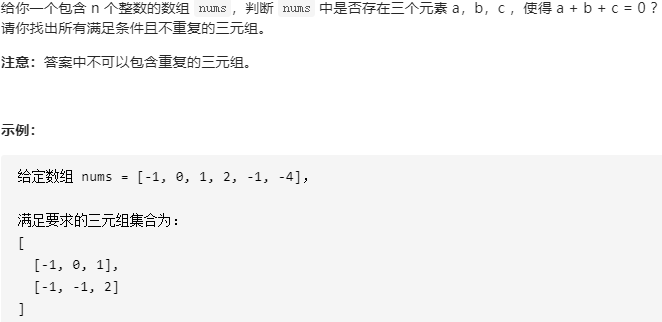 给你一个包含 n 个整数的数组 nums，判断 nums 中是否存在三个元素 a，b，c ，使得 a + b + c = 0 ？
请你找出所有满足条件且不重复的三元组。
注意：答案中不可以包含重复的三元组。
示例：
给定数组 nums = [-1, 0, 1, 2, -1, -4]，
满足要求的三元组集合为：
[
[-1, 0, 1],
[-1, -1, 2]
]